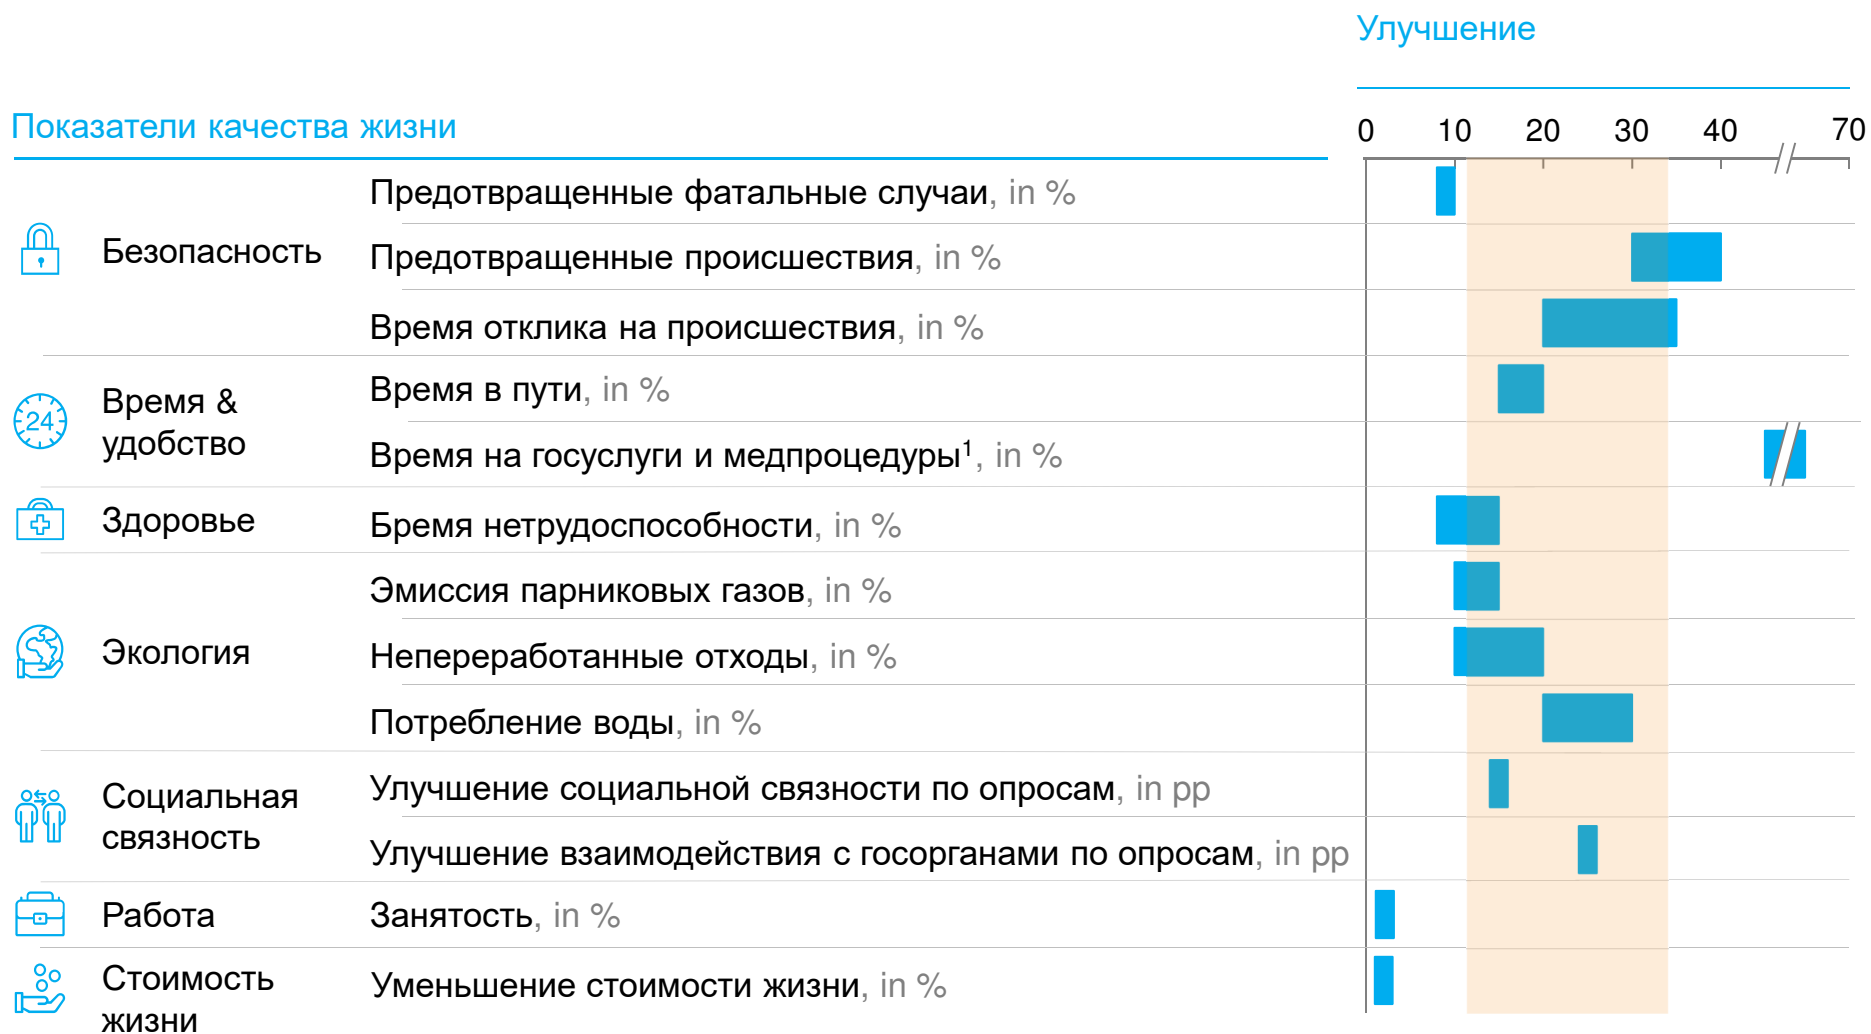 Улучшение
Показатели качества жизни
0 10 20 30 40 70
Безопасность
Предотвращенные фатальные случаи, in %
Предотвращенные происшествия, in %
Время отклика на происшествия, in %
24
Время &
удобство
Время в пути, in %
Время на госуслуги и медпроцедуры¹, in %
Здоровье
Бремя нетрудоспособности, in %
Экология
Эмиссия парниковых газов, in %
Непереработанные отходы, in %
Потребление воды, in %
Социальная
связность
Улучшение социальной связности по опросам, in pp
Улучшение взаимодействия с госорганами по опросам, in pp
Работа
Занятость, in %
Стоимость
жизни
Уменьшение стоимости жизни, in %